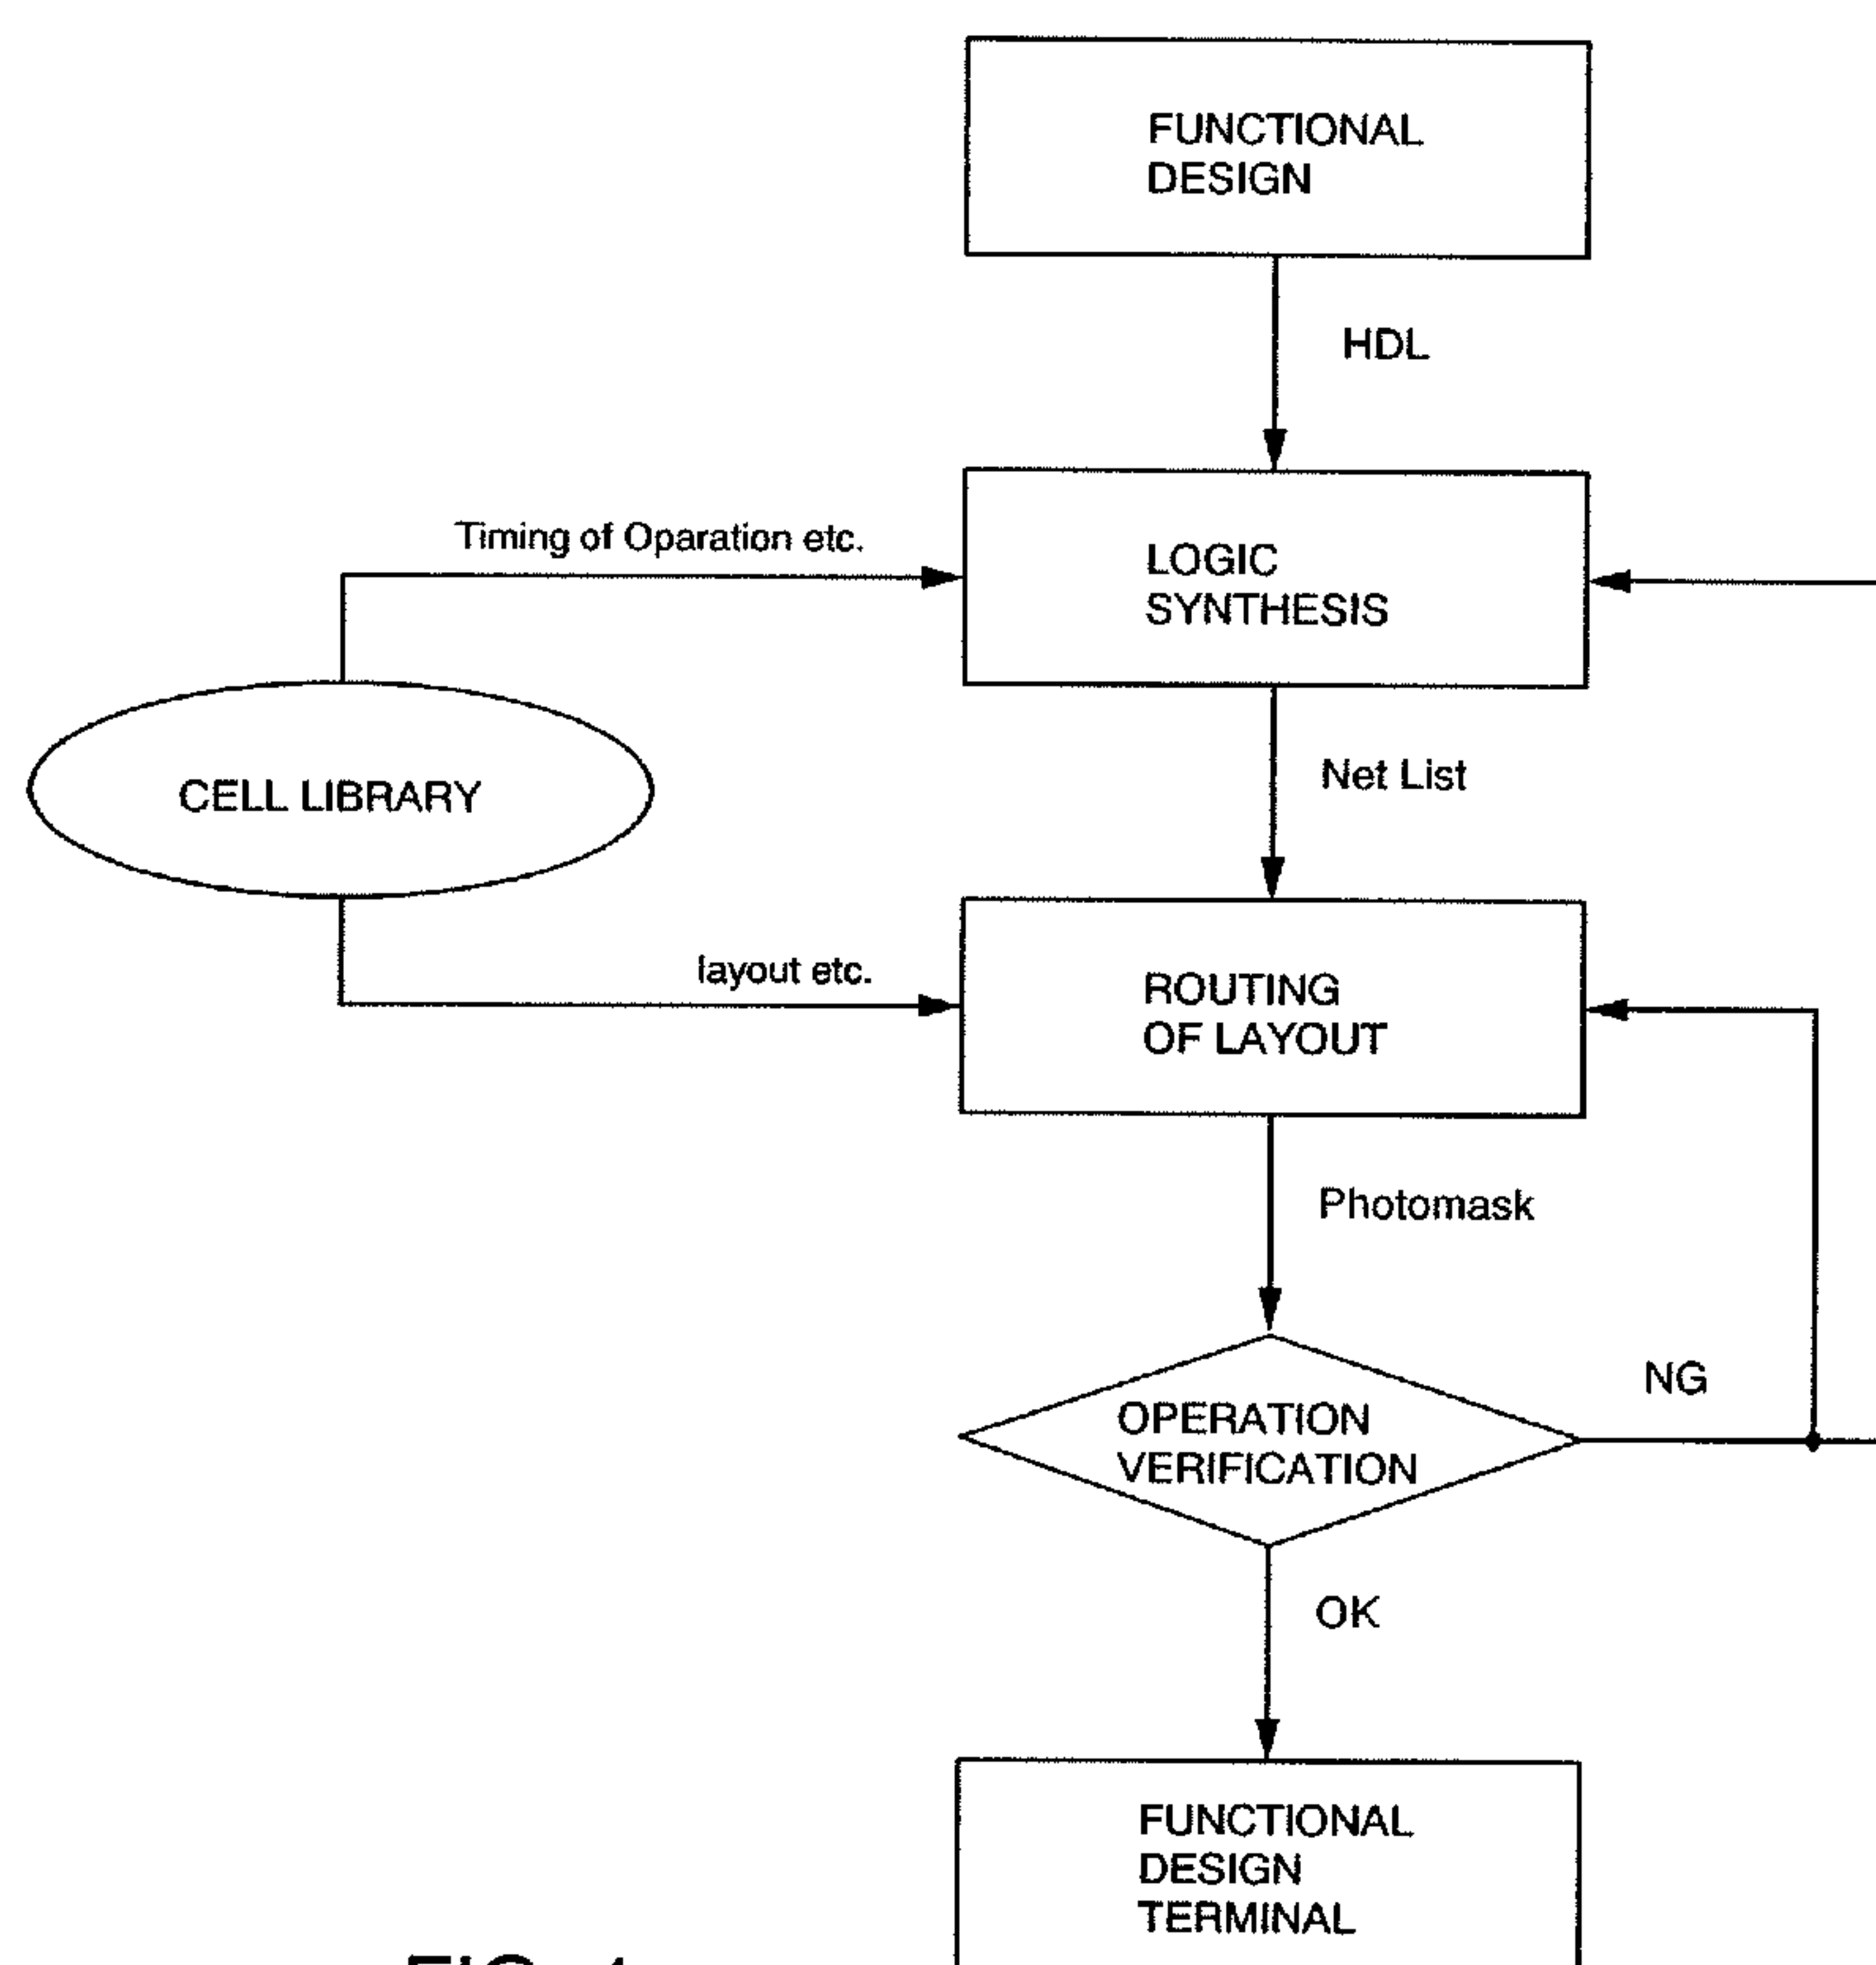 FUNCTIONAL
DESIGN
HDL
Timing of Oparation etc.
LOGIC
SYNTHESIS
CELL LIBRARY
Net List
layout etc.
ROUTING
OF LAYOUT
Photomask
NG
OPERATION
VERIFICATION
OK
FUNCTIONAL
DESIGN
TERMINAL